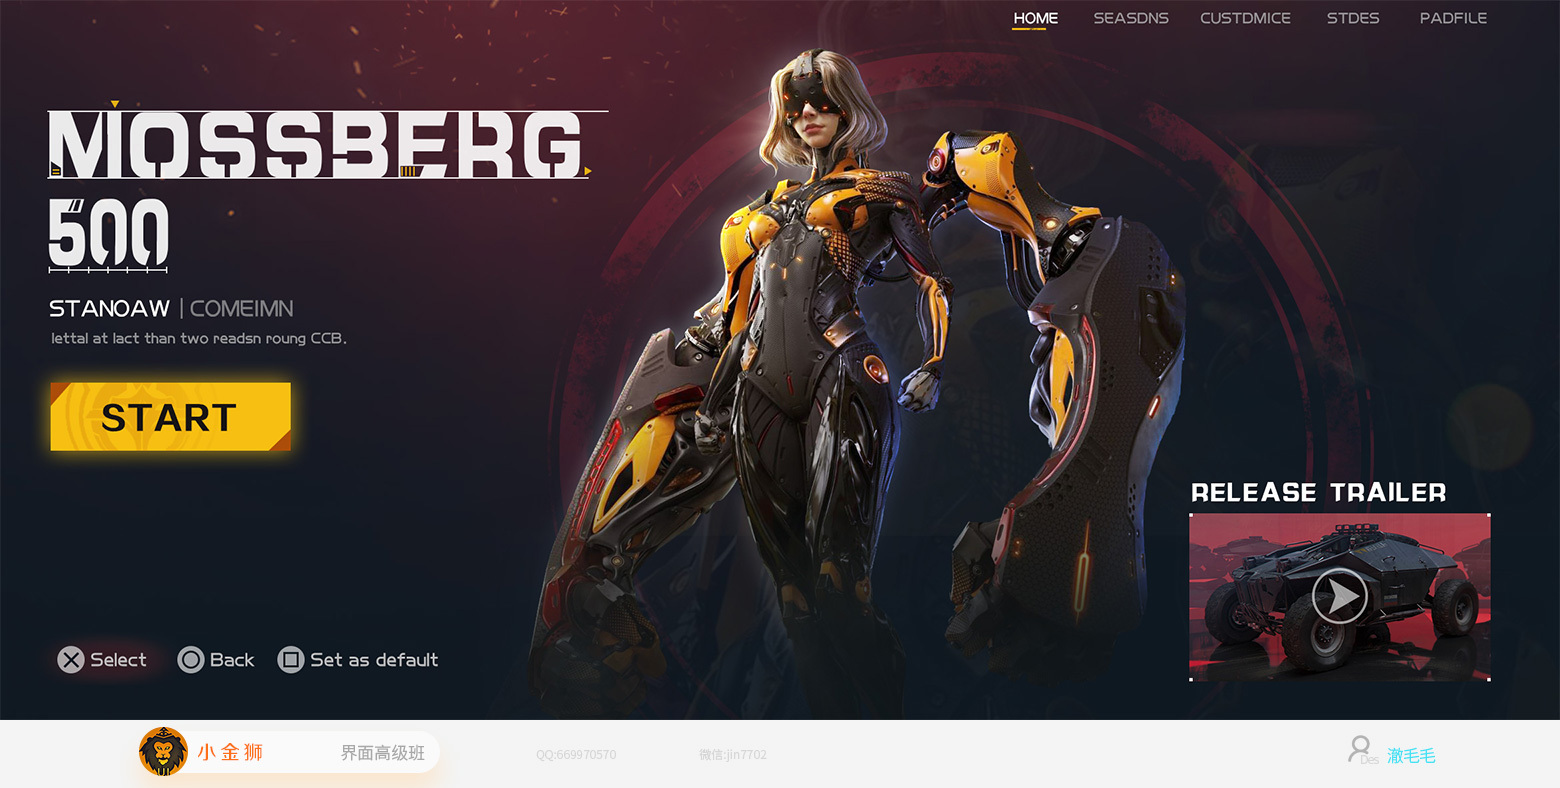 HOME SEASDNS CUSTDMICE STDES PADFILE
MOSSBERG
500
STANOAW | COMEIMN
lettal at lact than two readsn roung CCB.
START
RELEASE TRAILER
Select Back Set as default
小金狮 界面高级班 QQ:669970570 微信:jin7702 Des 澈毛毛